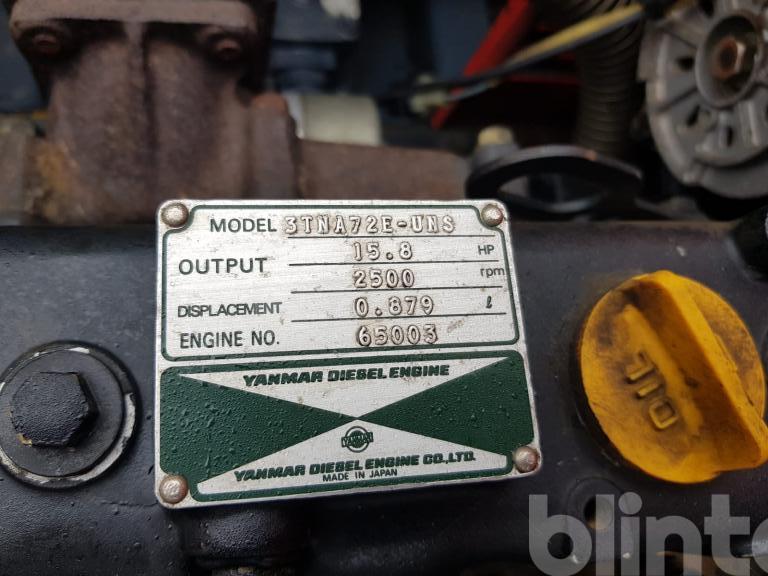 MODEL 3TNA72E-UNS
OUTPUT 15.8 HP
2500 rpm
DISPLACEMENT 0.879 ℓ
ENGINE NO. 65003
YANMAR DIESEL ENGINE
YANMAR DIESEL ENGINE CO., LTD.
MADE IN JAPAN
OIL